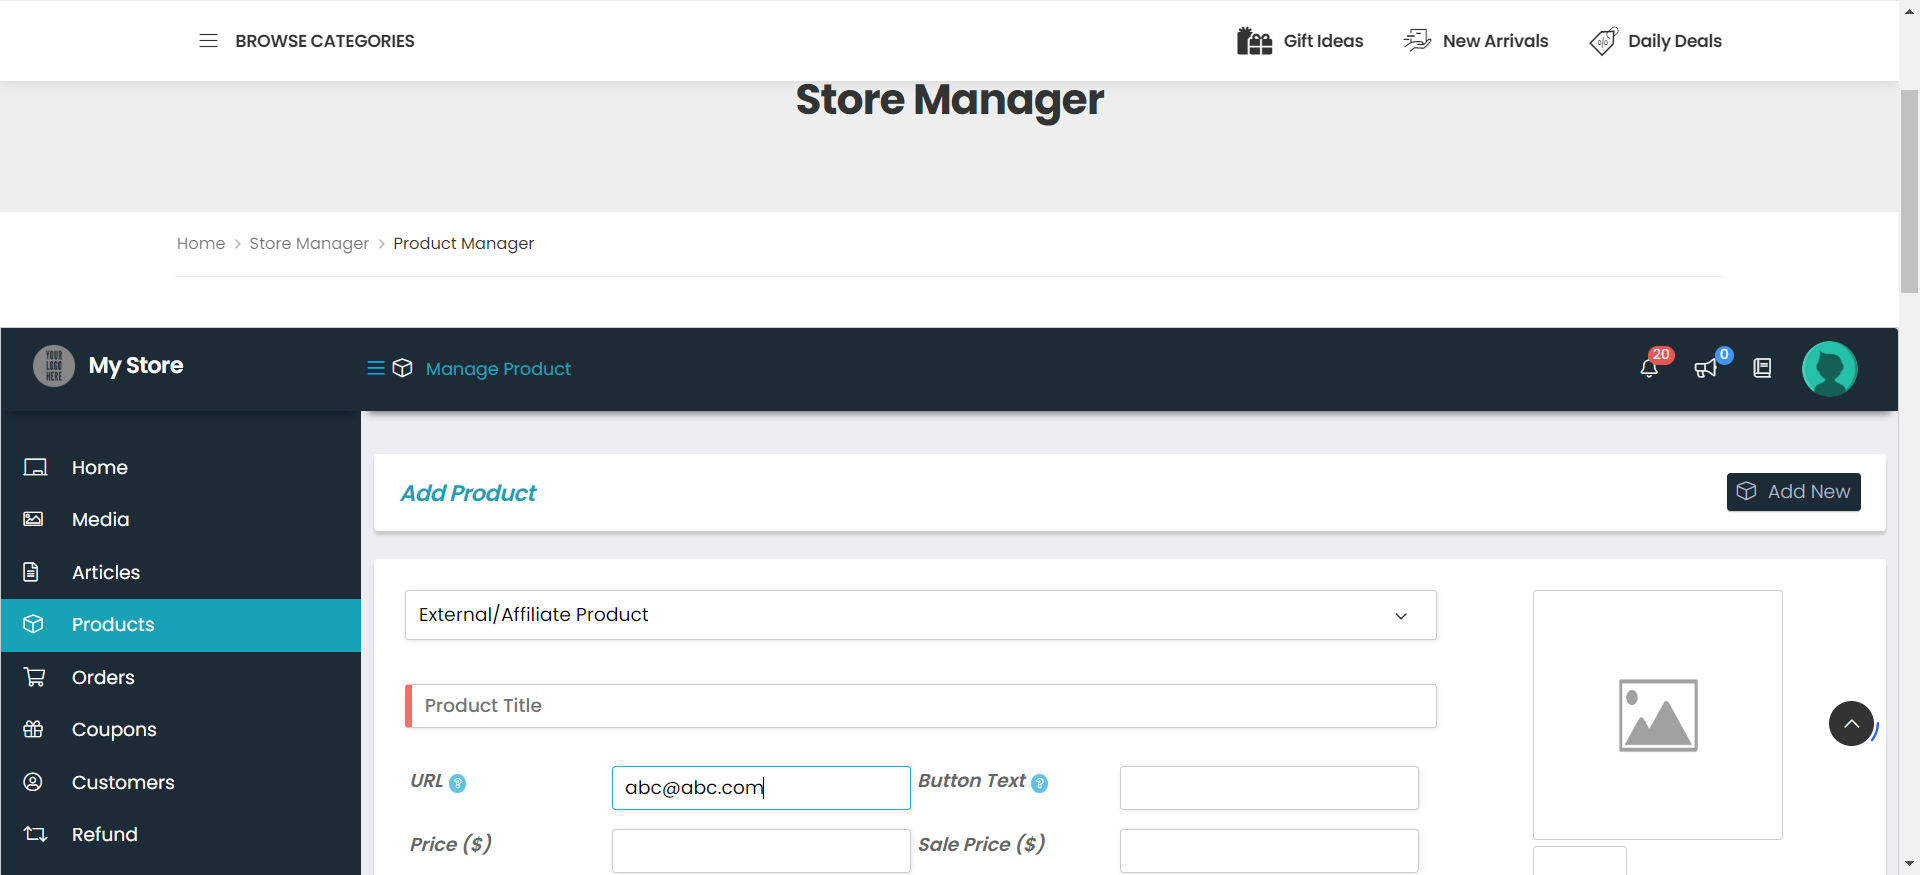 BROWSE CATEGORIES
Gift Ideas
New Arrivals
Daily Deals
Store Manager
Home > Store Manager > Product Manager
YOUR
LOGO
HERE
My Store
Manage Product
20
0
Home
Media
Articles
Products
Orders
Coupons
Customers
Refund
Add Product
Add New
External/Affiliate Product
Product Title
URL ?
abc@abc.com
Button Text ?
Price ($)
Sale Price ($)